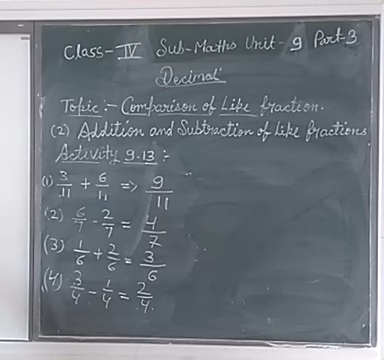 Class-IV Sub-Maths Unit-9 Part-3
Decimal
Topic:- Comparison of Like fraction.
(2) Addition and Subtraction of Like fractions
Activity 9.13:-
(1) 3/11 + 6/11 => 9/11
(2) 6/7 - 2/7 = 4/7
(3) 1/6 + 2/6 = 3/6
(4) 3/4 - 1/4 = 2/4.